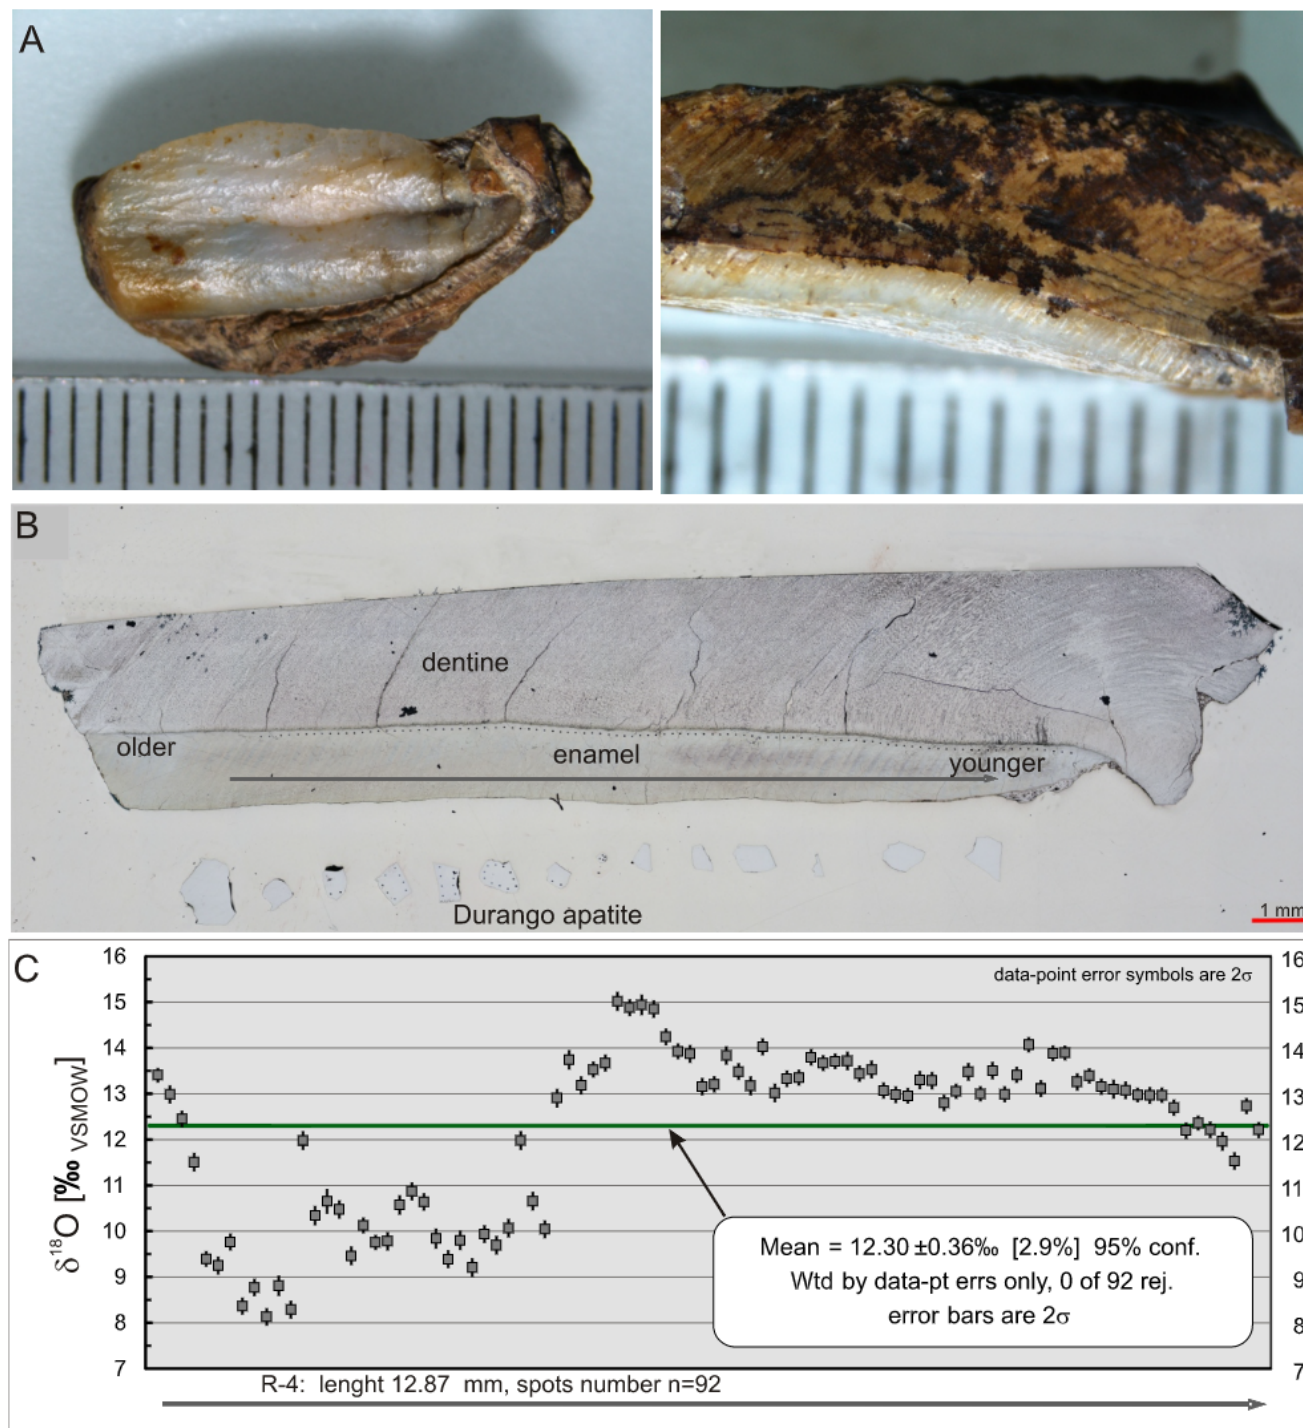 A
B
dentine
older
enamel
younger
Durango apatite
1 mm
C
data-point error symbols are 2σ
16
15
14
13
12
11
10
9
8
7
δ18O [‰ VSMOW]
16
15
14
13
12
11
10
9
8
7
Mean = 12.30 ±0.36‰ [2.9%] 95% conf.
Wtd by data-pt errs only, 0 of 92 rej.
error bars are 2σ
R-4: lenght 12.87 mm, spots number n=92